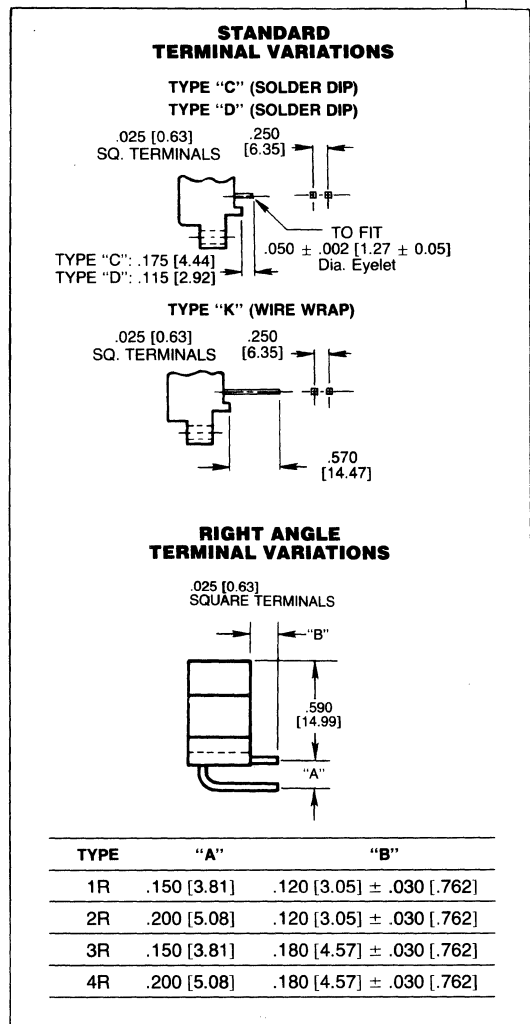 STANDARD
TERMINAL VARIATIONS
TYPE "C" (SOLDER DIP)
TYPE "D" (SOLDER DIP)
.025 [0.63]
SQ. TERMINALS
.250
[6.35]
TO FIT
.050 ± .002 [1.27 ± 0.05]
Dia. Eyelet
TYPE "C": .175 [4.44]
TYPE "D": .115 [2.92]
TYPE "K" (WIRE WRAP)
.025 [0.63]
SQ. TERMINALS
.250
[6.35]
.570
[14.47]
RIGHT ANGLE
TERMINAL VARIATIONS
.025 [0.63]
SQUARE TERMINALS
"B"
.590
[14.99]
"A"
TYPE "A" "B"
1R .150 [3.81] .120 [3.05] ± .030 [.762]
2R .200 [5.08] .120 [3.05] ± .030 [.762]
3R .150 [3.81] .180 [4.57] ± .030 [.762]
4R .200 [5.08] .180 [4.57] ± .030 [.762]